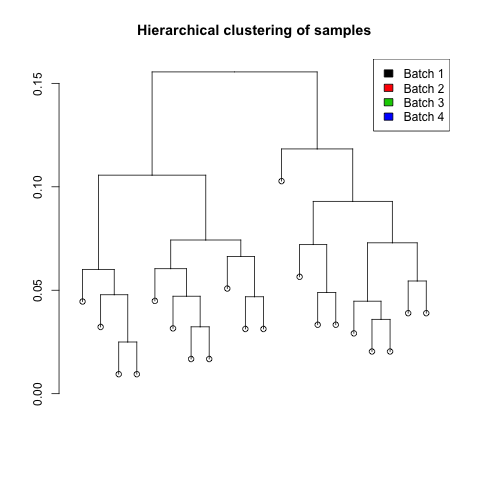 Hierarchical clustering of samples
Batch 1
Batch 2
Batch 3
Batch 4
0.15
0.10
0.05
0.00